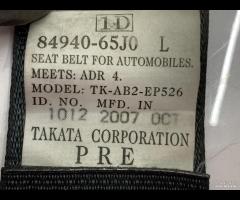 1D
84940-65J0 L
SEAT BELT FOR AUTOMOBILES.
MEETS: ADR 4.
MODEL: TK-AB2-EP526
ID. NO. MFD. IN
1012 2007 OCT
TAKATA CORPORATION
PRE